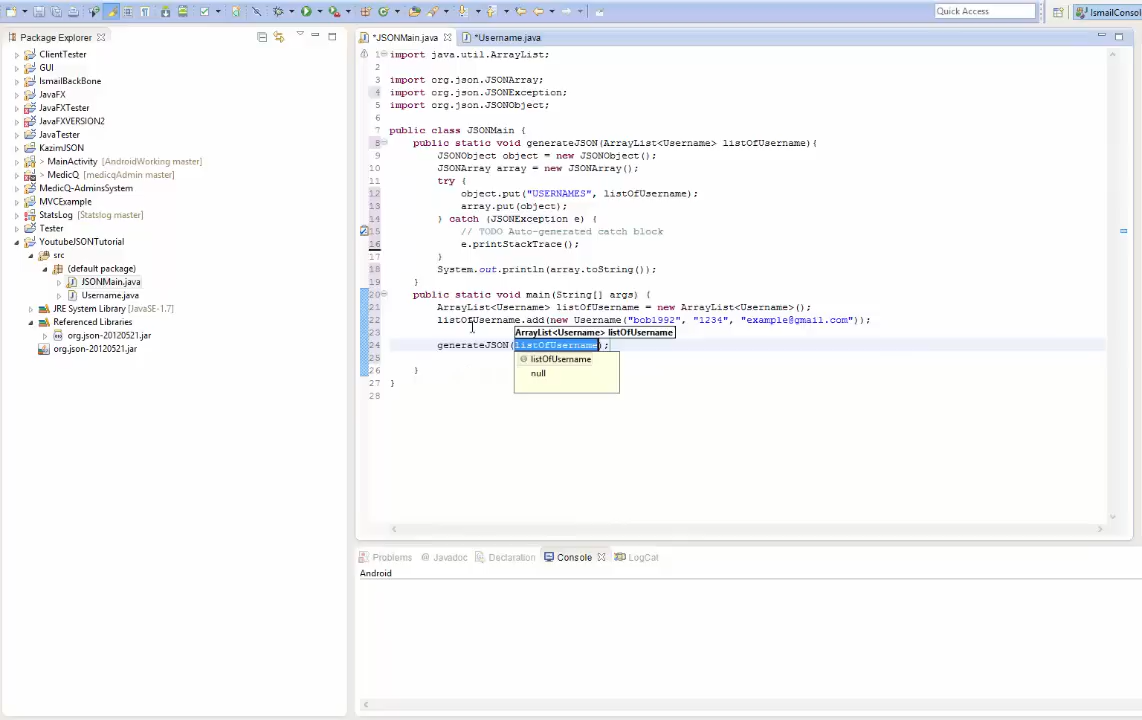 Quick Access
IsmailConsol
Package Explorer
ClientTester
GUI
IsmailBackBone
JavaFX
JavaFXTester
JavaFXVERSION2
JavaTester
KazimJSON
> MainActivity [AndroidWorking master]
> MedicQ [medicqAdmin master]
MedicQ-AdminsSystem
MVCExample
StatsLog [Statslog master]
Tester
YoutubeJSONTutorial
src
(default package)
JSONMain.java
Username.java
JRE System Library [JavaSE-1.7]
Referenced Libraries
org.json-20120521.jar
org.json-20120521.jar
*JSONMain.java
*Username.java
1 import java.util.ArrayList;
2
3 import org.json.JSONArray;
4 import org.json.JSONException;
5 import org.json.JSONObject;
6
7 public class JSONMain {
8 public static void generateJSON(ArrayList<Username> listOfUsername){
9 JSONObject object = new JSONObject();
10 JSONArray array = new JSONArray();
11 try {
12 object.put("USERNAMES", listOfUsername);
13 array.put(object);
14 } catch (JSONException e) {
15 // TODO Auto-generated catch block
16 e.printStackTrace();
17 }
18 System.out.println(array.toString());
19 }
20 public static void main(String[] args) {
21 ArrayList<Username> listOfUsername = new ArrayList<Username>();
22 listOfUsername.add(new Username("bob1992", "1234", "example@gmail.com"));
23
ArrayList<Username> listOfUsername
24 generateJSON(listOfUsername);
25
listOfUsername
null
26 }
27 }
28
Problems
@ Javadoc
Declaration
Console
LogCat
Android